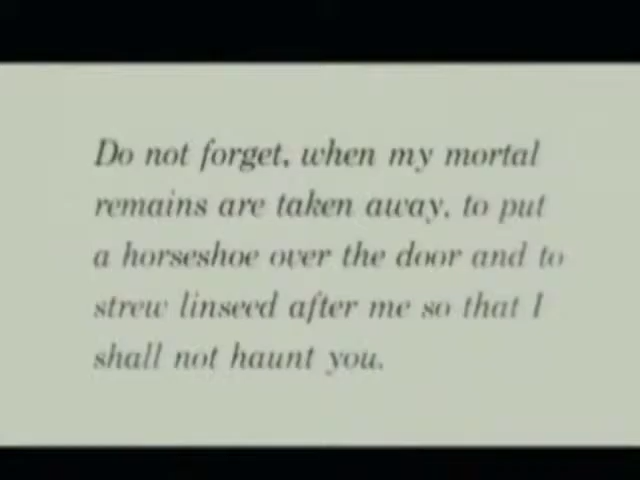 Do not forget, when my mortal
remains are taken away, to put
a horseshoe over the door and to
strew linseed after me so that I
shall not haunt you.